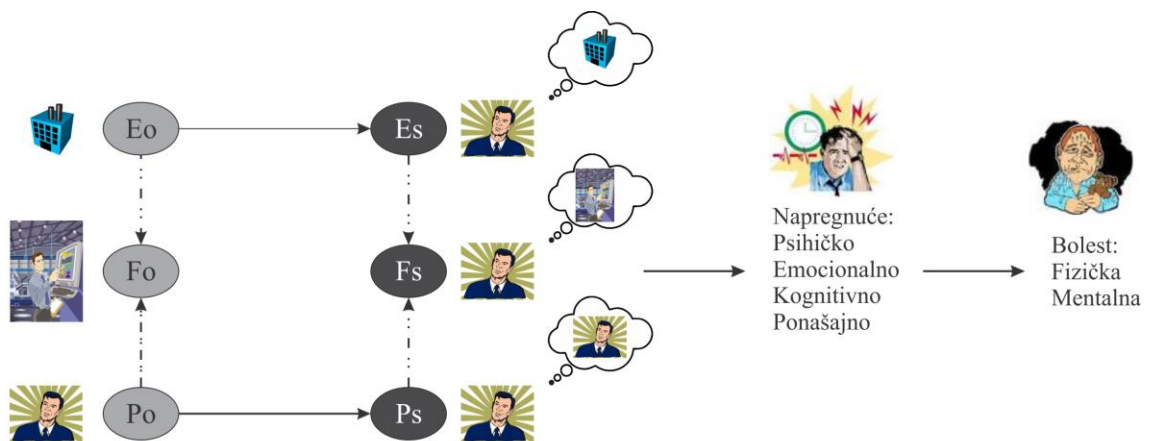 Eo
Es
Fo
Fs
Po
Ps
Napregnuće:
Psihičko
Emocionalno
Kognitivno
Ponašajno
Bolest:
Fizička
Mentalna